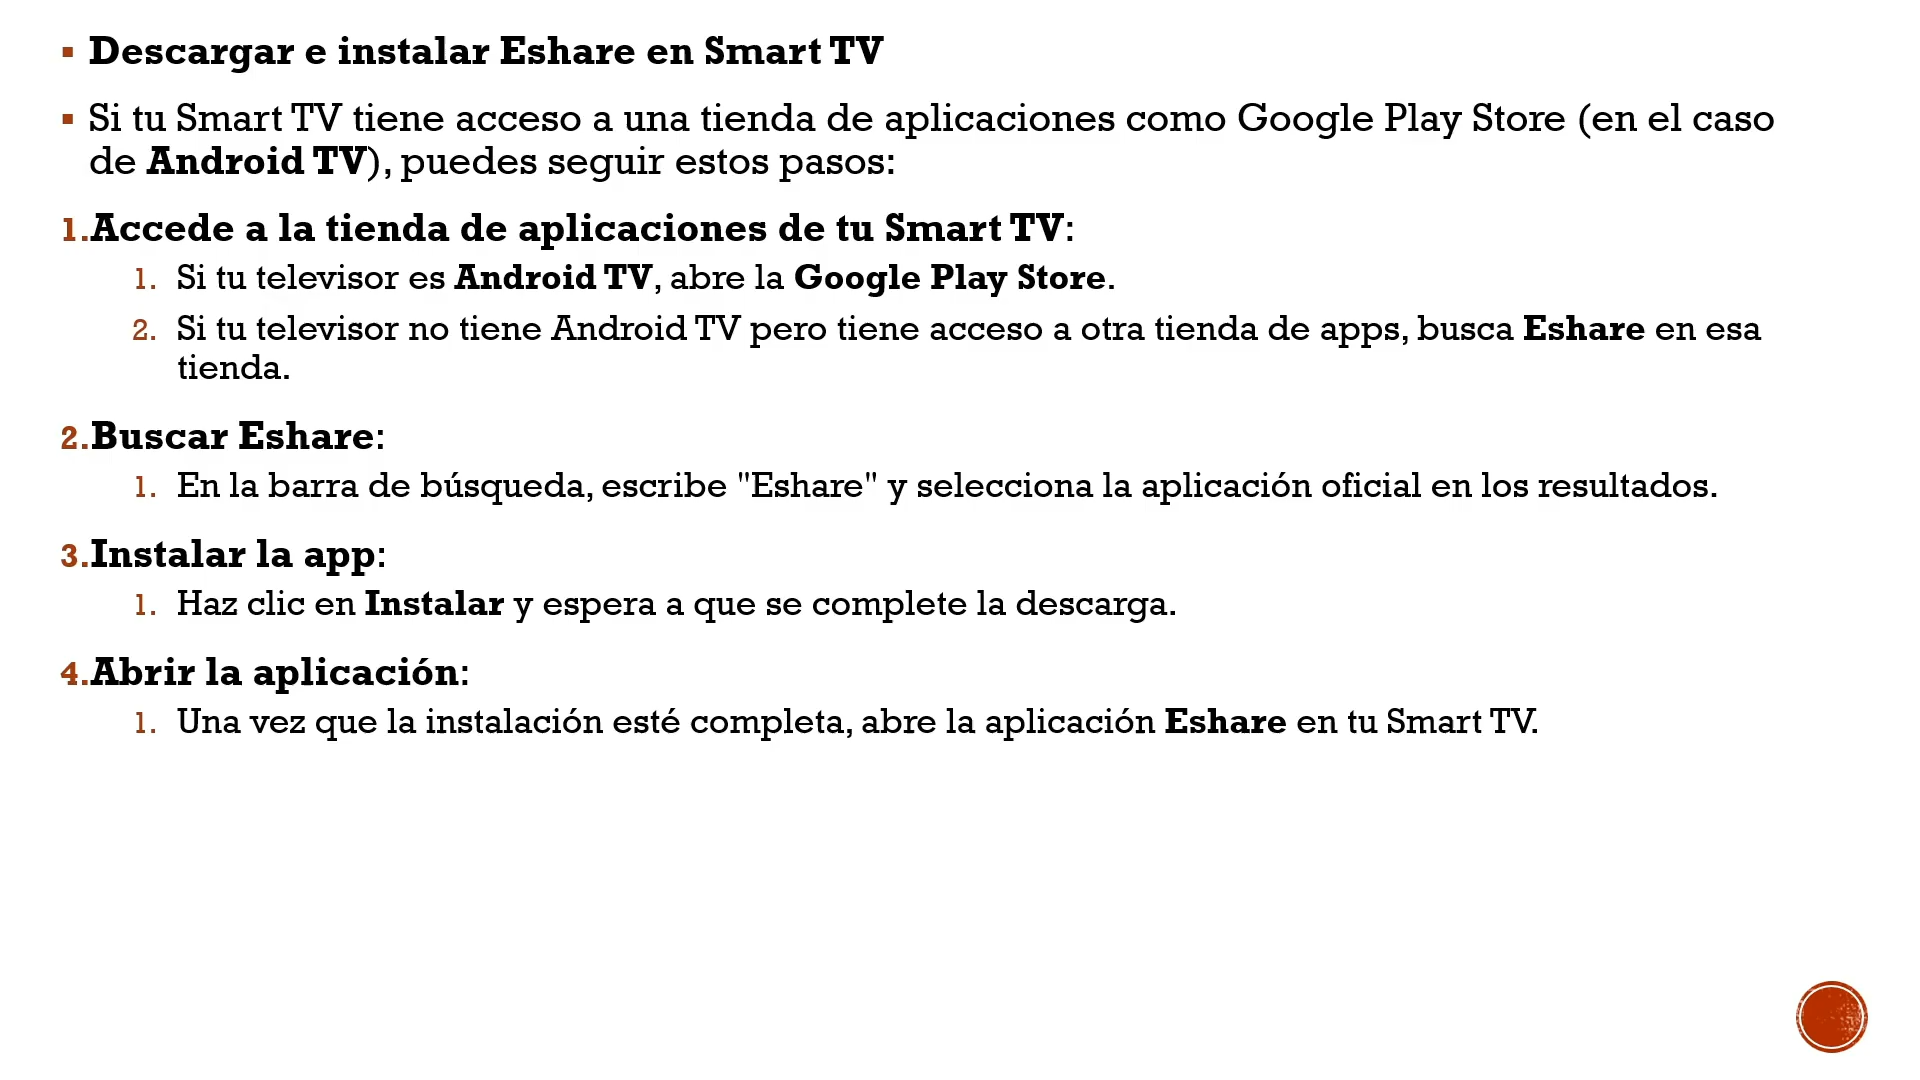 ▪ Descargar e instalar Eshare en Smart TV
▪ Si tu Smart TV tiene acceso a una tienda de aplicaciones como Google Play Store (en el caso
de Android TV), puedes seguir estos pasos:
1.Accede a la tienda de aplicaciones de tu Smart TV:
1. Si tu televisor es Android TV, abre la Google Play Store.
2. Si tu televisor no tiene Android TV pero tiene acceso a otra tienda de apps, busca Eshare en esa
tienda.
2.Buscar Eshare:
1. En la barra de búsqueda, escribe "Eshare" y selecciona la aplicación oficial en los resultados.
3.Instalar la app:
1. Haz clic en Instalar y espera a que se complete la descarga.
4.Abrir la aplicación:
1. Una vez que la instalación esté completa, abre la aplicación Eshare en tu Smart TV.